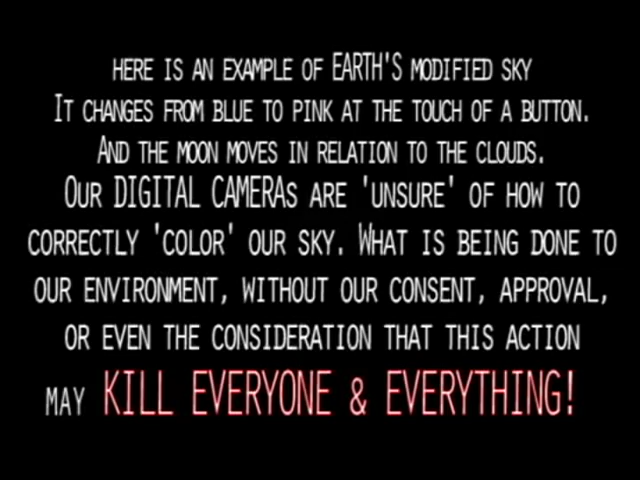 HERE IS AN EXAMPLE OF EARTH'S MODIFIED SKY
IT CHANGES FROM BLUE TO PINK AT THE TOUCH OF A BUTTON.
AND THE MOON MOVES IN RELATION TO THE CLOUDS.
OUR DIGITAL CAMERAS ARE 'UNSURE' OF HOW TO
CORRECTLY 'COLOR' OUR SKY. WHAT IS BEING DONE TO
OUR ENVIRONMENT, WITHOUT OUR CONSENT, APPROVAL,
OR EVEN THE CONSIDERATION THAT THIS ACTION
MAY KILL EVERYONE & EVERYTHING!